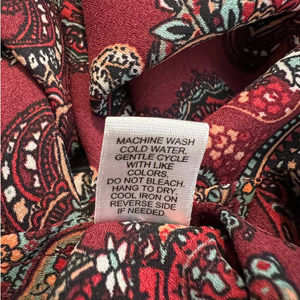 MACHINE WASH
COLD WATER,
GENTLE CYCLE
WITH LIKE
COLORS.
DO NOT BLEACH.
HANG TO DRY.
COOL IRON ON
REVERSE SIDE
IF NEEDED.